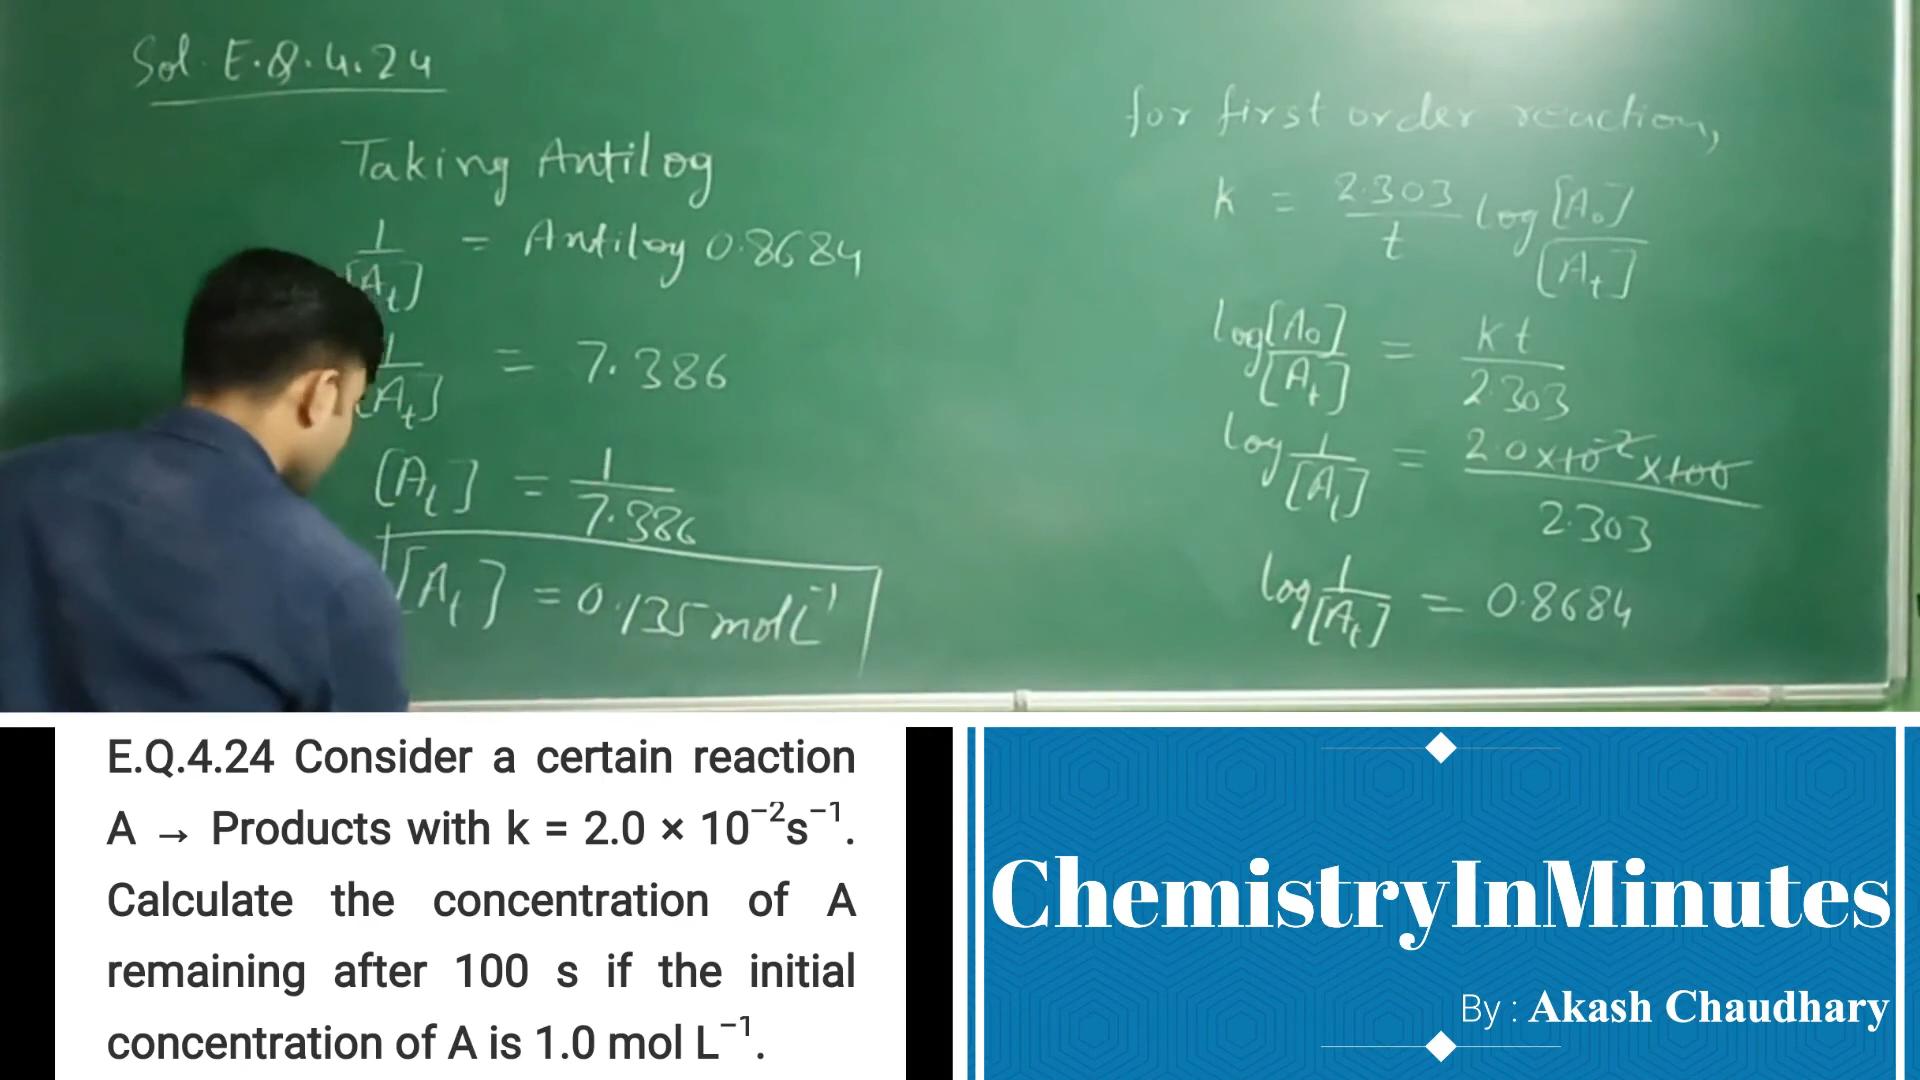 Sol. E.Q.4.24
Taking Antilog
1/[Aₜ] = Antilog 0.8684
1/[Aₜ] = 7.386
[Aₜ] = 1/7.386
[Aₜ] = 0.135 mol L⁻¹
for first order reaction,
k = 2.303/t log [A₀]/[Aₜ]
log [A₀]/[Aₜ] = kt/2.303
log 1/[Aₜ] = 2.0×10⁻²×100/2.303
log 1/[Aₜ] = 0.8684
E.Q.4.24 Consider a certain reaction
A → Products with k = 2.0 × 10⁻²s⁻¹.
Calculate the concentration of A
remaining after 100 s if the initial
concentration of A is 1.0 mol L⁻¹.
ChemistryInMinutes
By : Akash Chaudhary